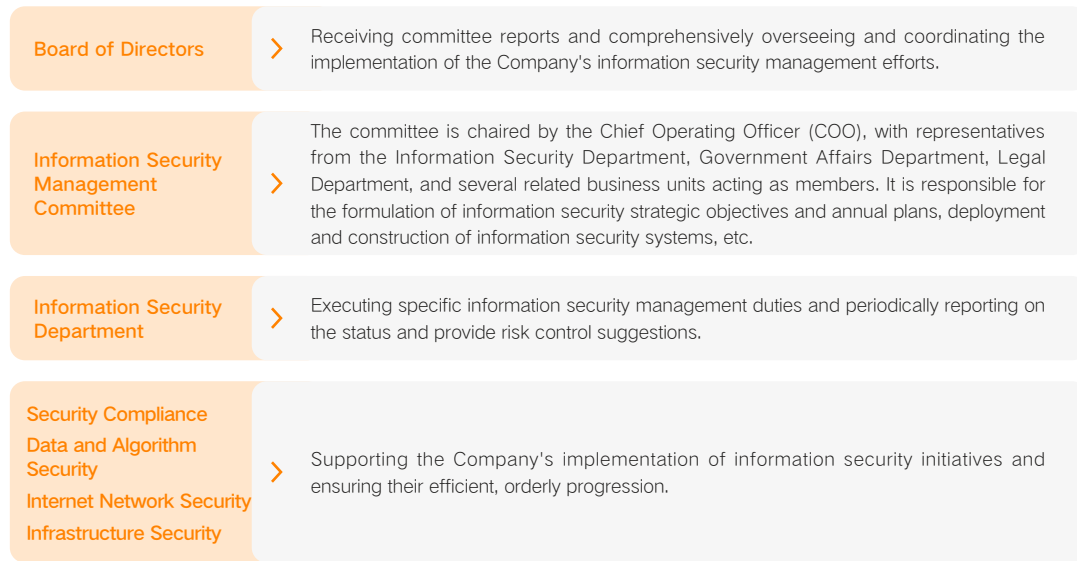 Board of Directors
Receiving committee reports and comprehensively overseeing and coordinating the
implementation of the Company's information security management efforts.
Information Security
Management
Committee
The committee is chaired by the Chief Operating Officer (COO), with representatives
from the Information Security Department, Government Affairs Department, Legal
Department, and several related business units acting as members. It is responsible for
the formulation of information security strategic objectives and annual plans, deployment
and construction of information security systems, etc.
Information Security
Department
Executing specific information security management duties and periodically reporting on
the status and provide risk control suggestions.
Security Compliance
Data and Algorithm
Security
Internet Network Security
Infrastructure Security
Supporting the Company's implementation of information security initiatives and
ensuring their efficient, orderly progression.